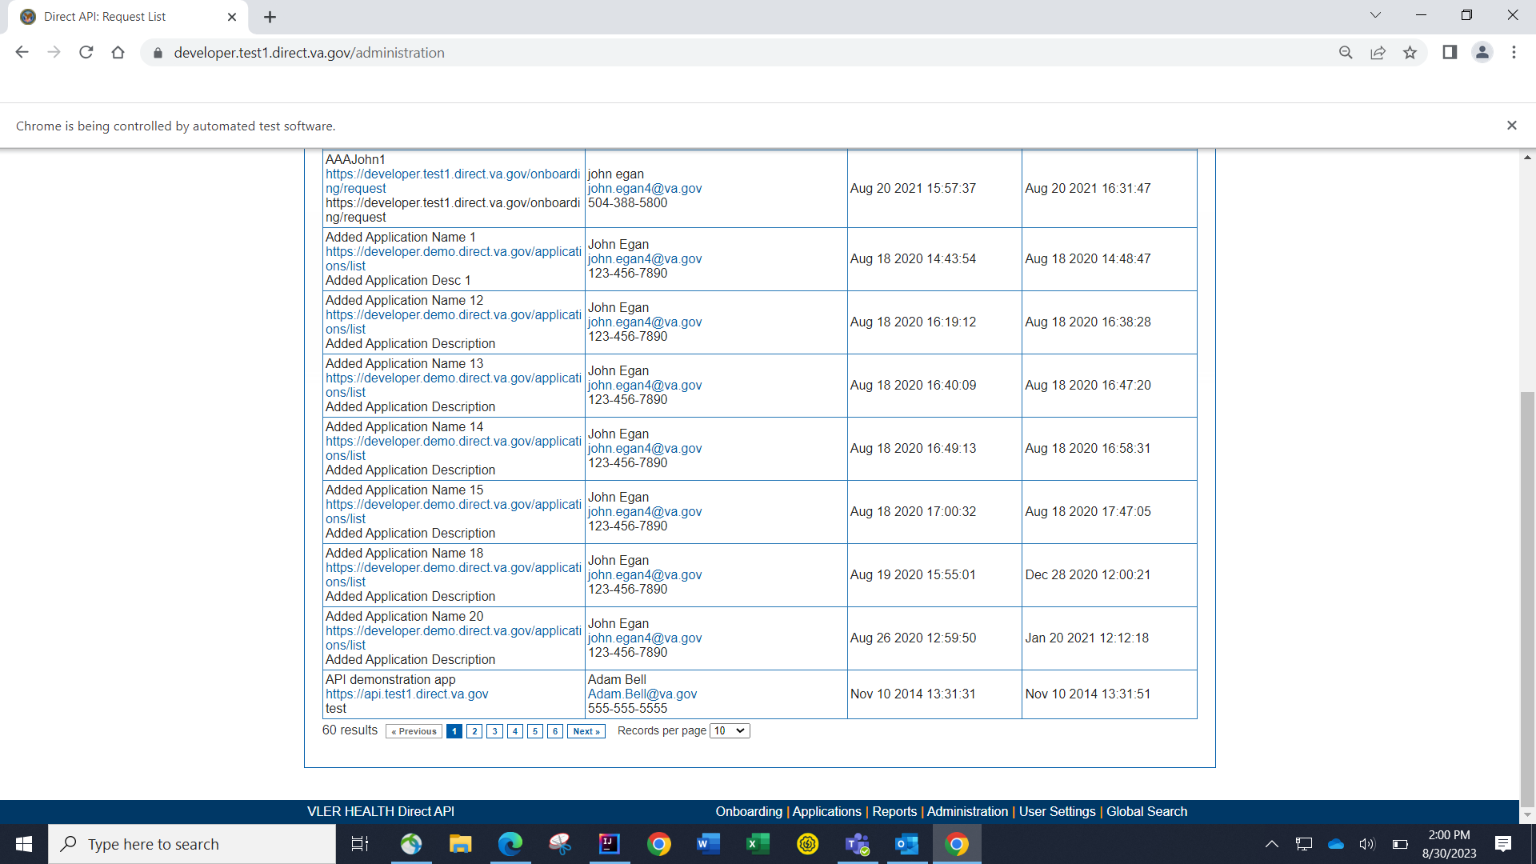 Direct API: Request List
developer.test1.direct.va.gov/administration
Chrome is being controlled by automated test software.
AAAJohn1
https://developer.test1.direct.va.gov/onboardi
ng/request
https://developer.test1.direct.va.gov/onboardi
ng/request
john egan
john.egan4@va.gov
504-388-5800
Aug 20 2021 15:57:37
Aug 20 2021 16:31:47
Added Application Name 1
https://developer.demo.direct.va.gov/applicati
ons/list
Added Application Desc 1
John Egan
john.egan4@va.gov
123-456-7890
Aug 18 2020 14:43:54
Aug 18 2020 14:48:47
Added Application Name 12
https://developer.demo.direct.va.gov/applicati
ons/list
Added Application Description
John Egan
john.egan4@va.gov
123-456-7890
Aug 18 2020 16:19:12
Aug 18 2020 16:38:28
Added Application Name 13
https://developer.demo.direct.va.gov/applicati
ons/list
Added Application Description
John Egan
john.egan4@va.gov
123-456-7890
Aug 18 2020 16:40:09
Aug 18 2020 16:47:20
Added Application Name 14
https://developer.demo.direct.va.gov/applicati
ons/list
Added Application Description
John Egan
john.egan4@va.gov
123-456-7890
Aug 18 2020 16:49:13
Aug 18 2020 16:58:31
Added Application Name 15
https://developer.demo.direct.va.gov/applicati
ons/list
Added Application Description
John Egan
john.egan4@va.gov
123-456-7890
Aug 18 2020 17:00:32
Aug 18 2020 17:47:05
Added Application Name 18
https://developer.demo.direct.va.gov/applicati
ons/list
Added Application Description
John Egan
john.egan4@va.gov
123-456-7890
Aug 19 2020 15:55:01
Dec 28 2020 12:00:21
Added Application Name 20
https://developer.demo.direct.va.gov/applicati
ons/list
Added Application Description
John Egan
john.egan4@va.gov
123-456-7890
Aug 26 2020 12:59:50
Jan 20 2021 12:12:18
API demonstration app
https://api.test1.direct.va.gov
test
Adam Bell
Adam.Bell@va.gov
555-555-5555
Nov 10 2014 13:31:31
Nov 10 2014 13:31:51
60 results « Previous 1 2 3 4 5 6 Next » Records per page 10
VLER HEALTH Direct API
Onboarding | Applications | Reports | Administration | User Settings | Global Search
Type here to search
2:00 PM
8/30/2023